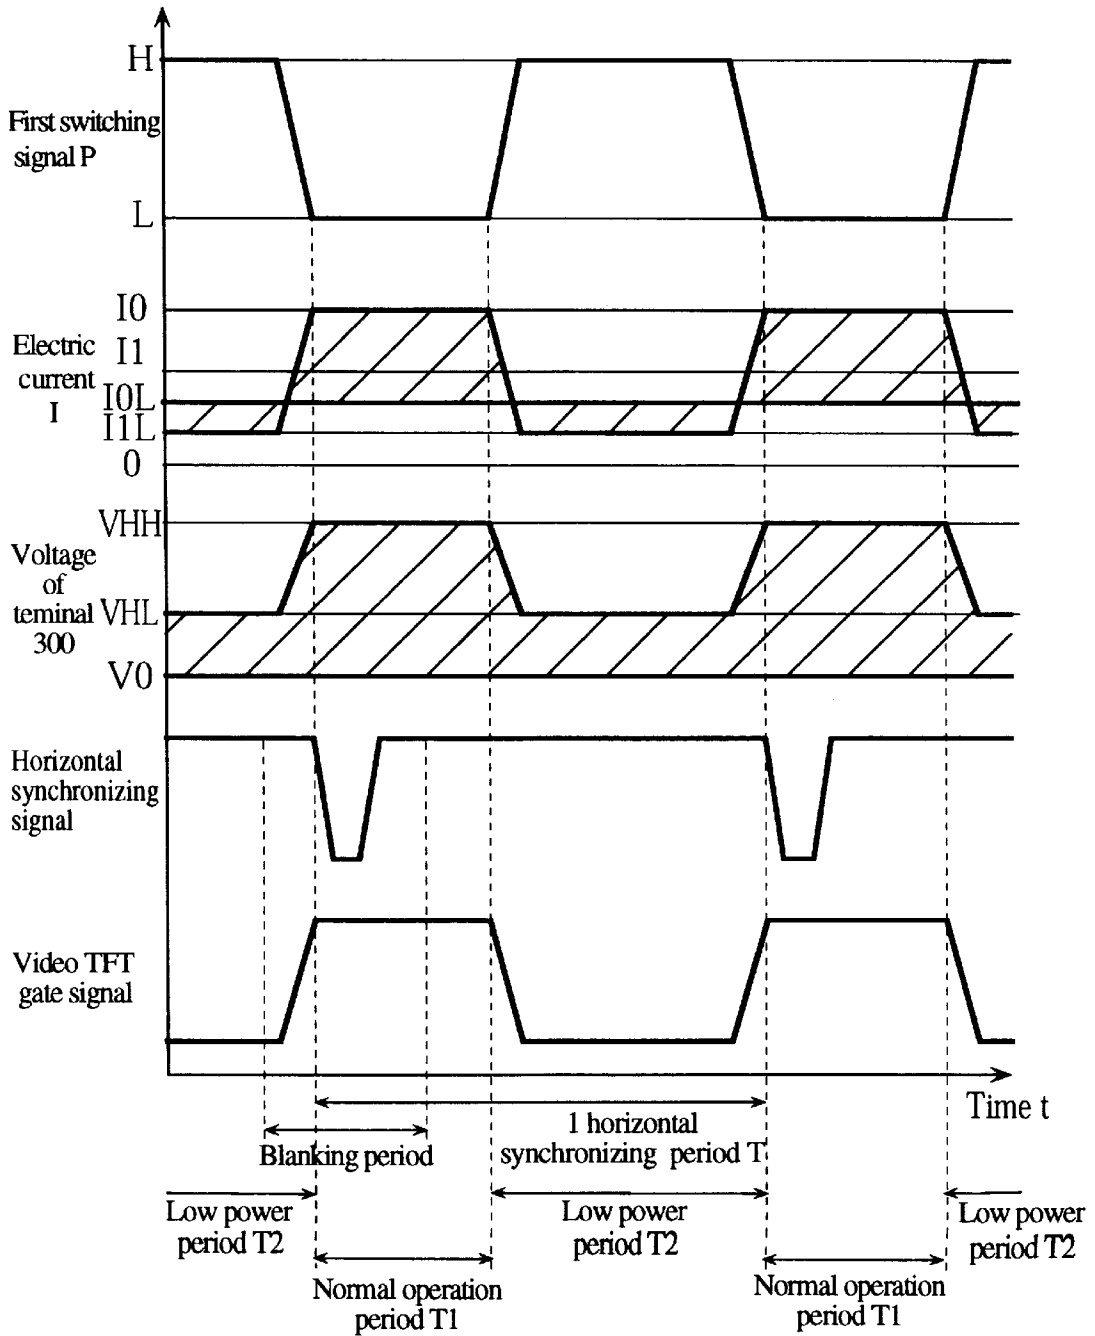 H
First switching
signal P
L
I0
Electric
current
I
I1
I0L
I1L
0
VHH
Voltage
of
teminal
300
VHL
V0
Horizontal
synchronizing
signal
Video TFT
gate signal
Time t
1 horizontal
synchronizing period T
Blanking period
Low power
period T2
Low power
period T2
Low power
period T2
Normal operation
period T1
Normal operation
period T1